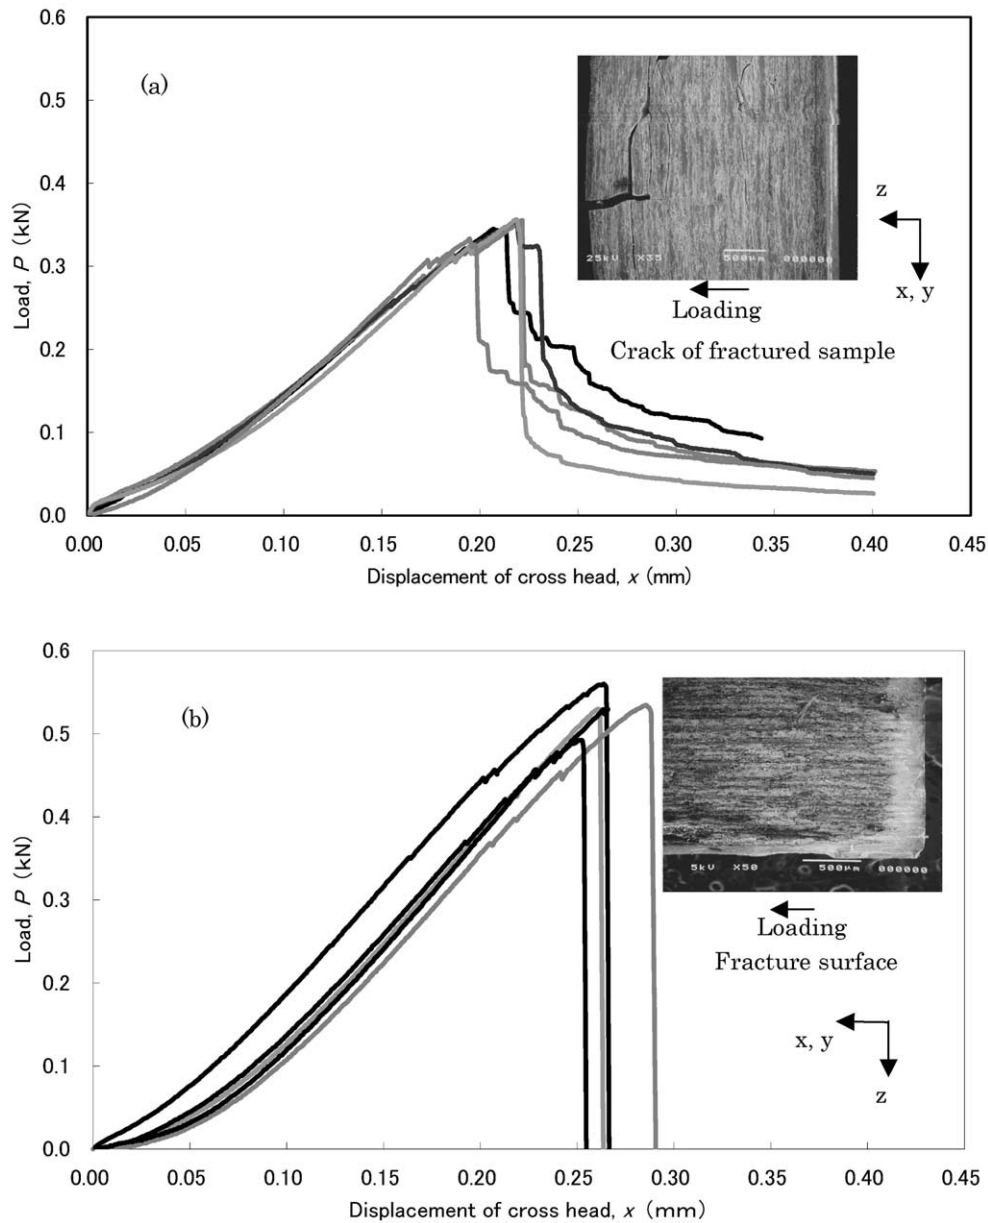 0.6
(a)
0.5
0.4
z
Load, P (kN)
0.3
25kV X35 500µm 000000
x, y
Loading
0.2
Crack of fractured sample
0.1
0.0
0.00 0.05 0.10 0.15 0.20 0.25 0.30 0.35 0.40 0.45
Displacement of cross head, x (mm)
0.6
(b)
0.5
0.4
Load, P (kN)
0.3
5kV X50 500µm 000000
Loading
Fracture surface
0.2
x, y
0.1
z
0.0
0.00 0.05 0.10 0.15 0.20 0.25 0.30 0.35 0.40 0.45
Displacement of cross head, x (mm)